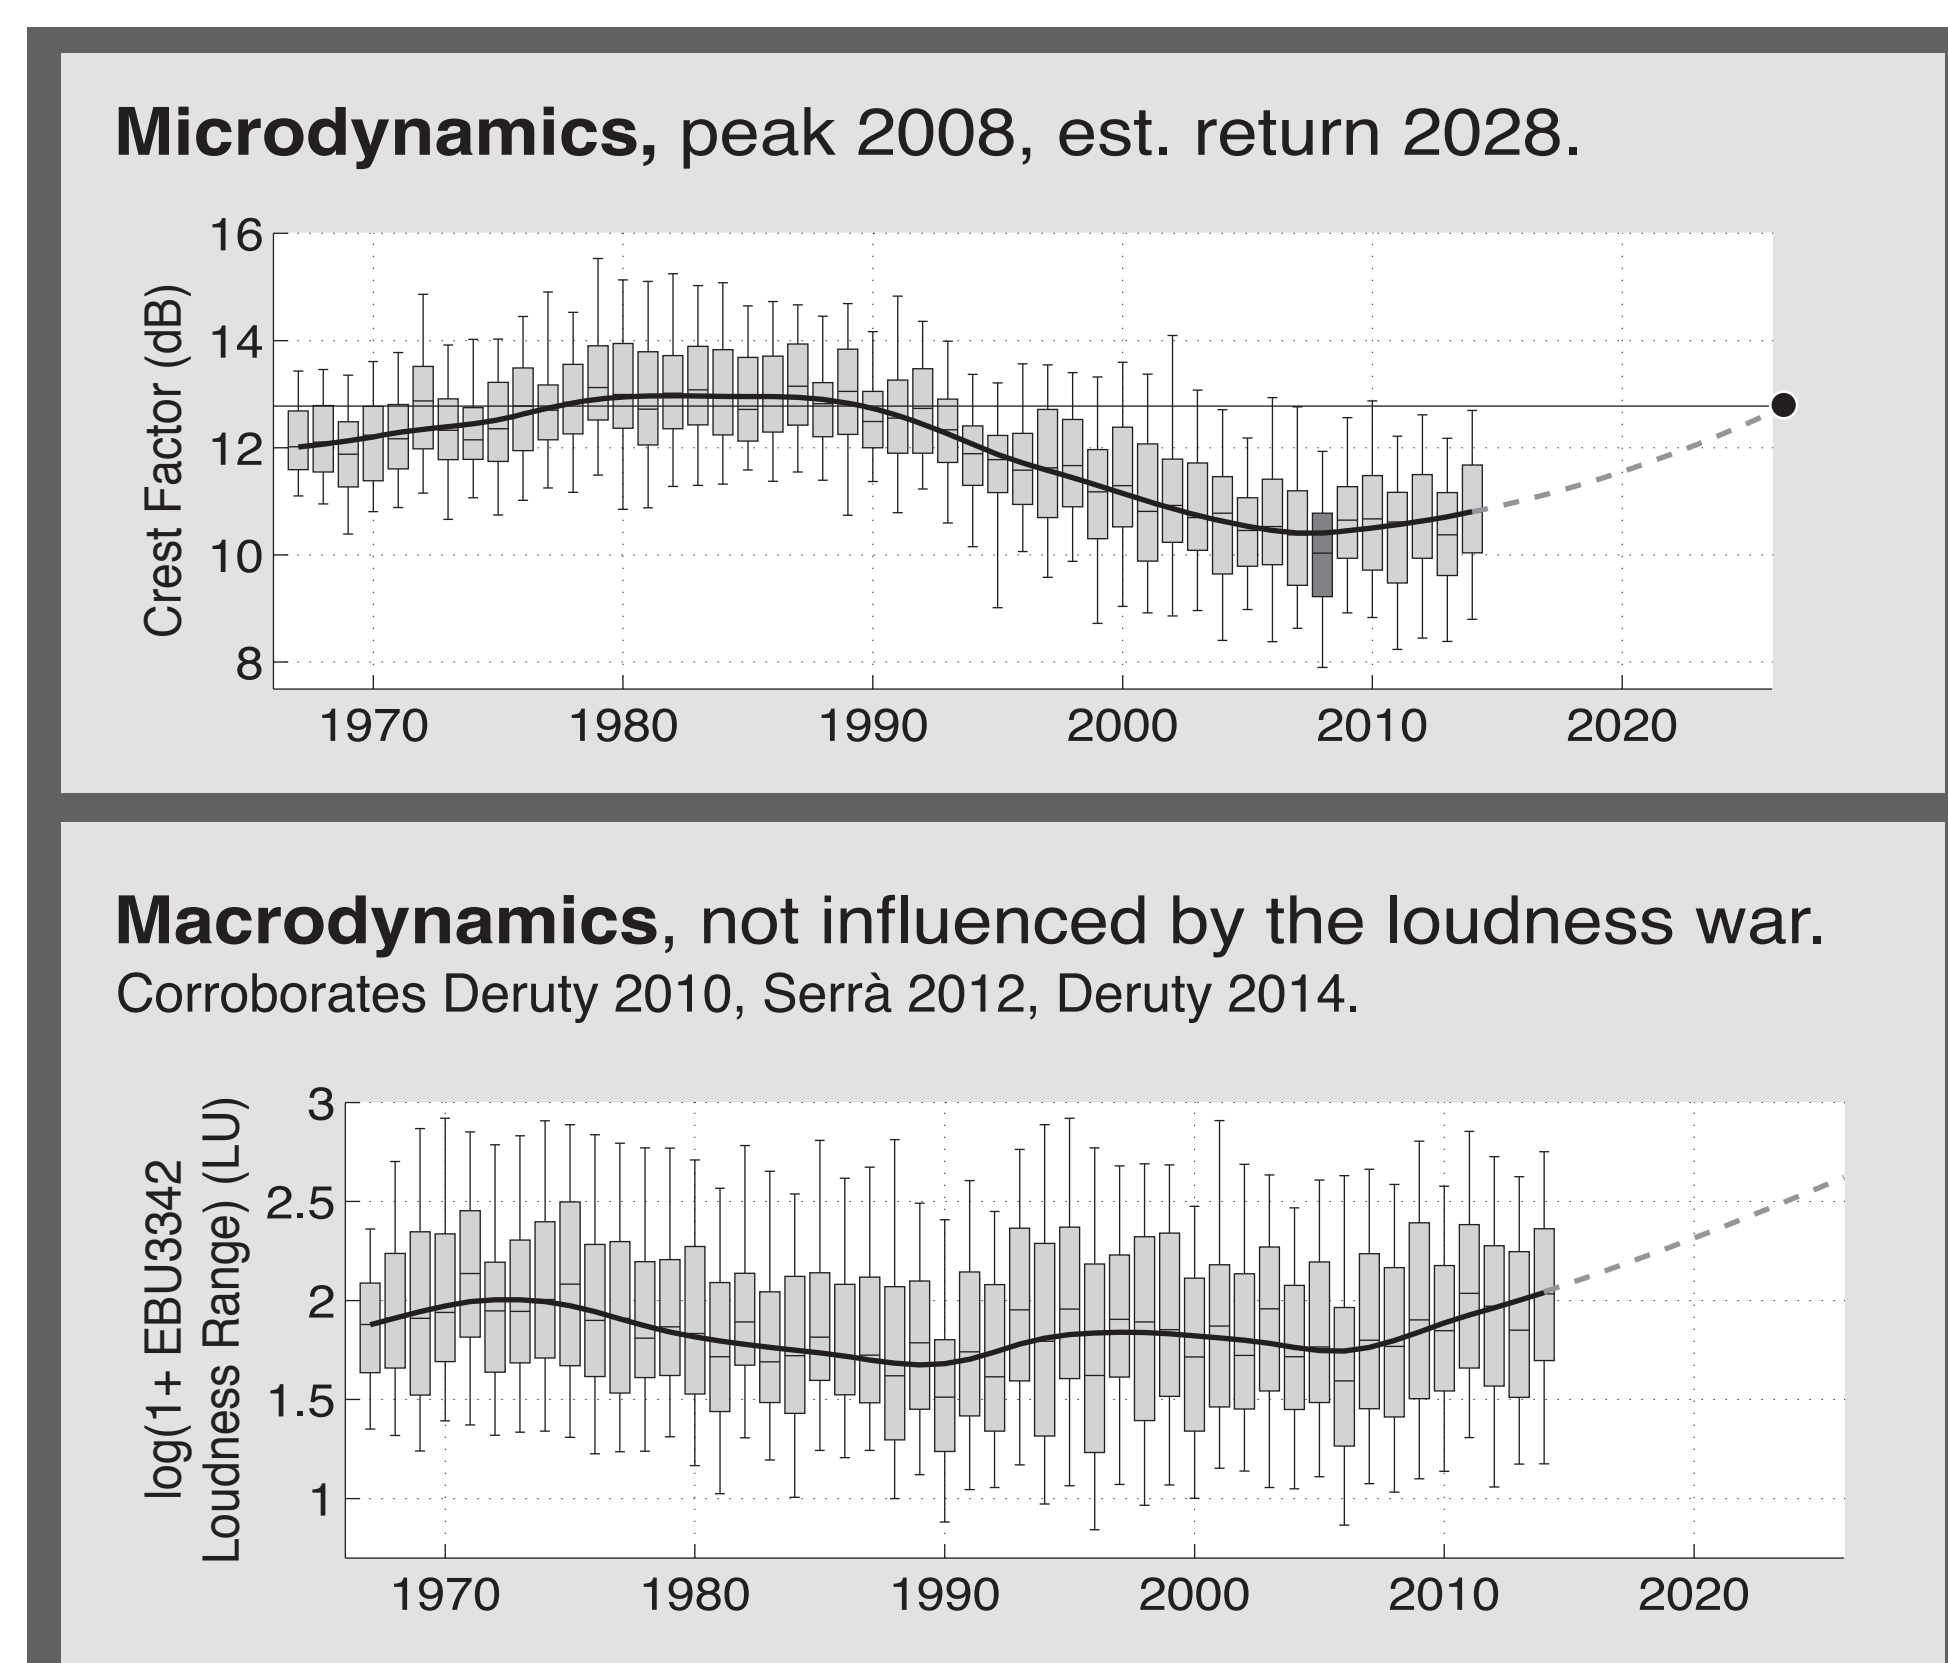 Microdynamics, peak 2008, est. return 2028.
Crest Factor (dB)
16
14
12
10
8
1970 1980 1990 2000 2010 2020
Macrodynamics, not influenced by the loudness war.
Corroborates Deruty 2010, Serrà 2012, Deruty 2014.
log(1+ EBU3342
Loudness Range) (LU)
3
2.5
2
1.5
1
1970 1980 1990 2000 2010 2020